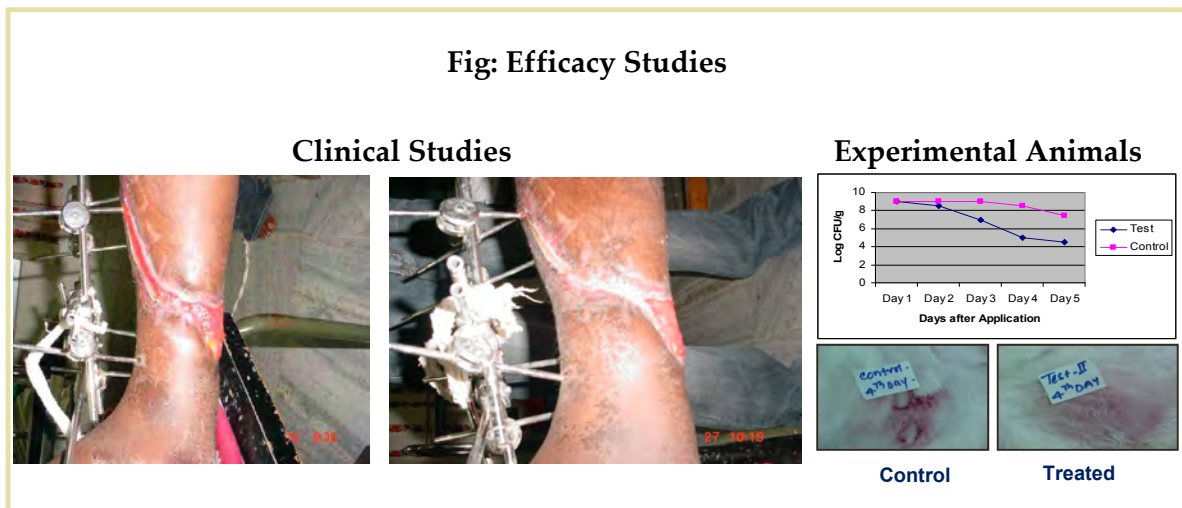 Fig: Efficacy Studies
Clinical Studies
Experimental Animals
9:32
27 10:19
10
8
6
4
2
0
Log CFU/g
Day 1 Day 2 Day 3 Day 4 Day 5
Days after Application
Test
Control
Control-
4TH DAY-
Test-II
4TH DAY
Control
Treated